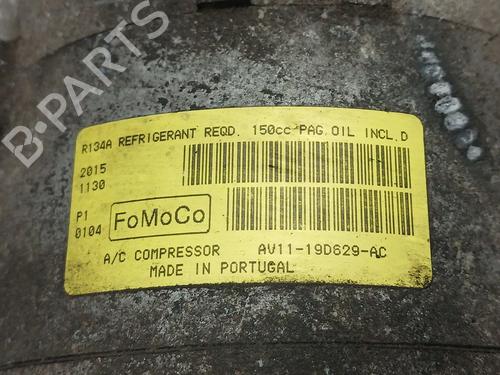 B-PARTS
R134A REFRIGERANT REQD. 150cc PAG OIL INCL.D
2015
1130
P1
0104
FoMoCo
A/C COMPRESSOR AV11-19D629-AC
MADE IN PORTUGAL
B-PARTS